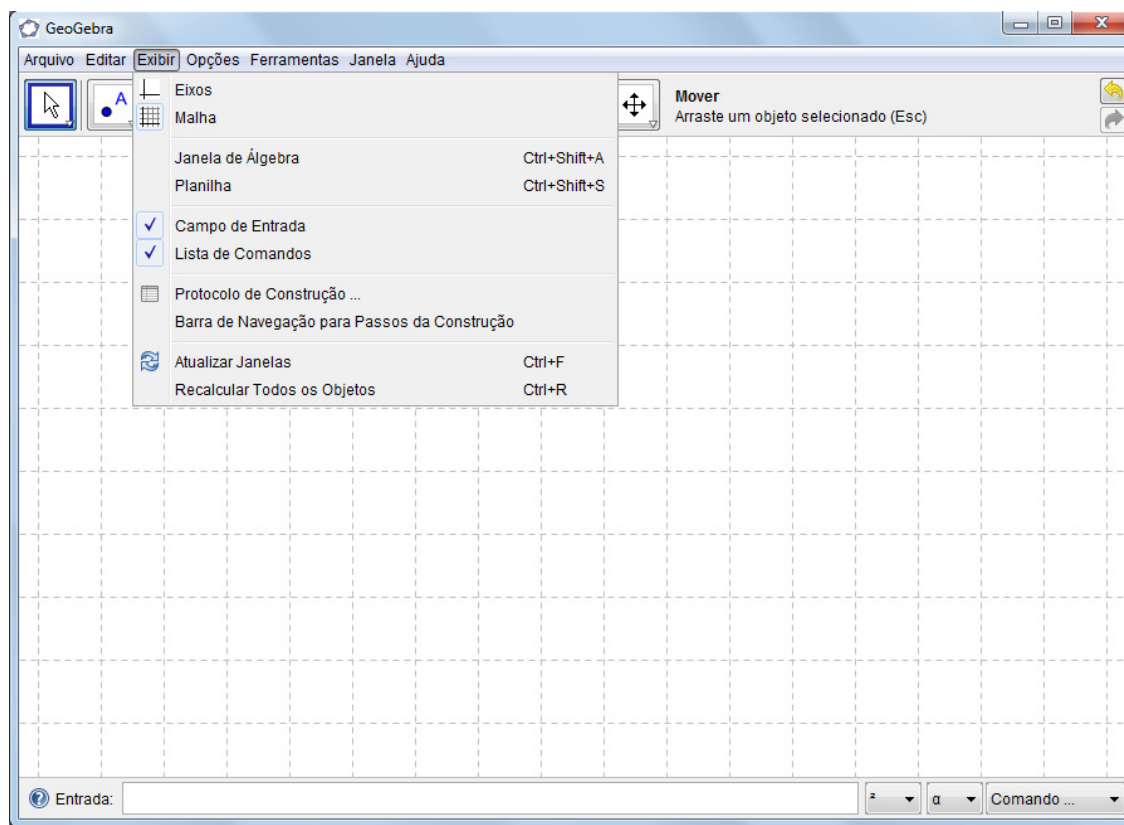 GeoGebra
Arquivo Editar Exibir Opções Ferramentas Janela Ajuda
A
Mover
Arraste um objeto selecionado (Esc)
Eixos
Malha
Janela de Álgebra Ctrl+Shift+A
Planilha Ctrl+Shift+S
Campo de Entrada
Lista de Comandos
Protocolo de Construção ...
Barra de Navegação para Passos da Construção
Atualizar Janelas Ctrl+F
Recalcular Todos os Objetos Ctrl+R
Entrada: ² α Comando ...